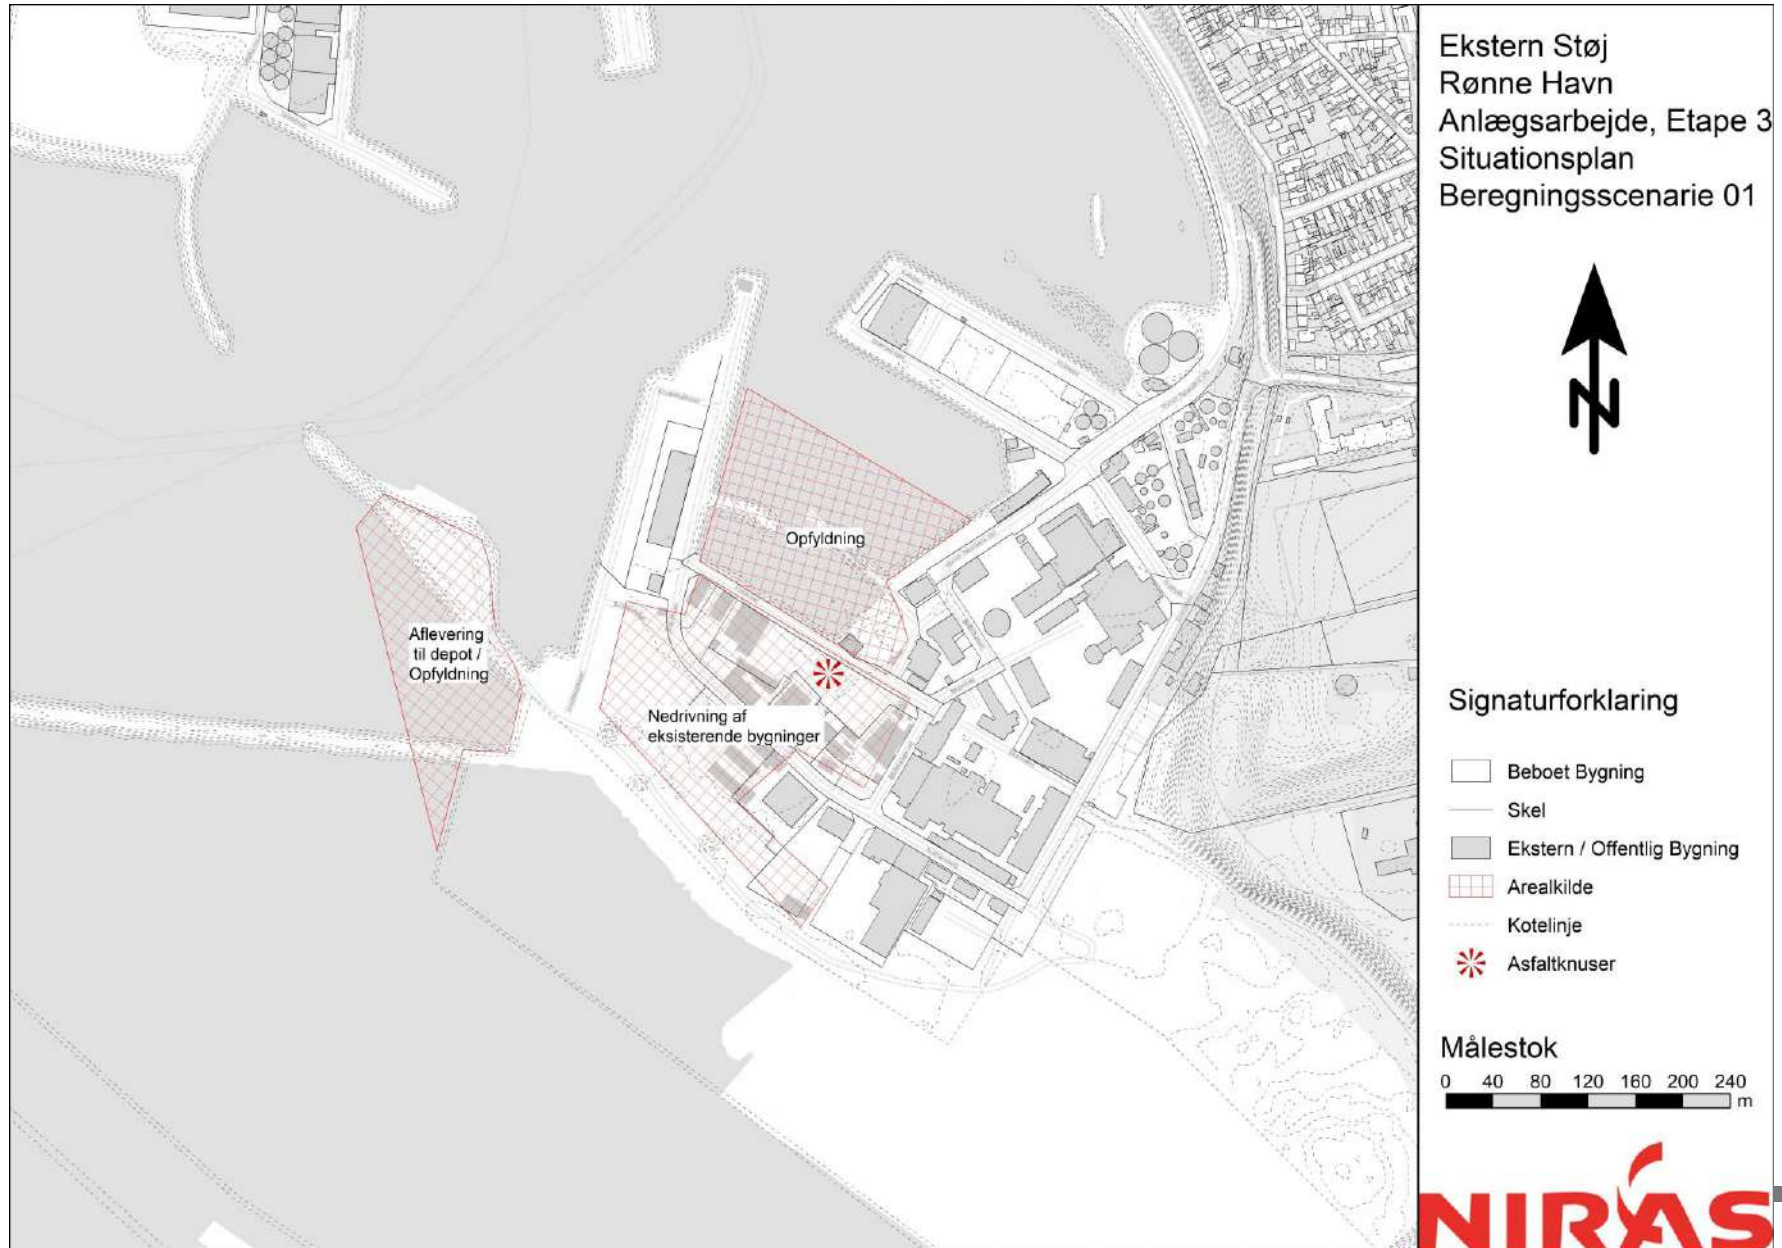 Ekstern Støj
Rønne Havn
Anlægsarbejde, Etape 3
Situationsplan
Beregningsscenarie 01
N
Opfyldning
Aflevering
til depot /
Opfyldning
Nedrivning af
eksisterende bygninger
Signaturforklaring
Beboet Bygning
Skel
Ekstern / Offentlig Bygning
Arealkilde
Kotelinje
Asfaltknuser
Målestok
0 40 80 120 160 200 240
m
NIRAS